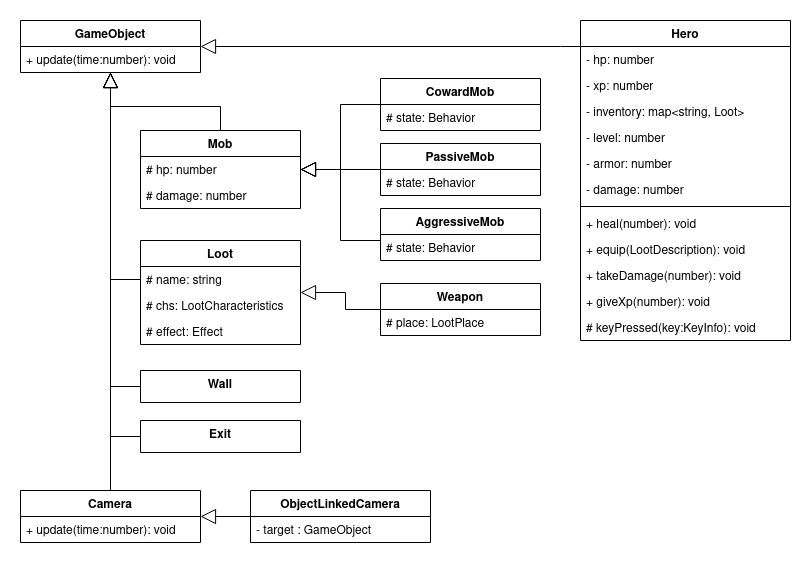 GameObject
+ update(time:number): void
Hero
- hp: number
- xp: number
- inventory: map<string, Loot>
- level: number
- armor: number
- damage: number
+ heal(number): void
+ equip(LootDescription): void
+ takeDamage(number): void
+ giveXp(number): void
# keyPressed(key:KeyInfo): void
Mob
# hp: number
# damage: number
CowardMob
# state: Behavior
PassiveMob
# state: Behavior
AggressiveMob
# state: Behavior
Loot
# name: string
# chs: LootCharacteristics
# effect: Effect
Weapon
# place: LootPlace
Wall
Exit
Camera
+ update(time:number): void
ObjectLinkedCamera
- target : GameObject